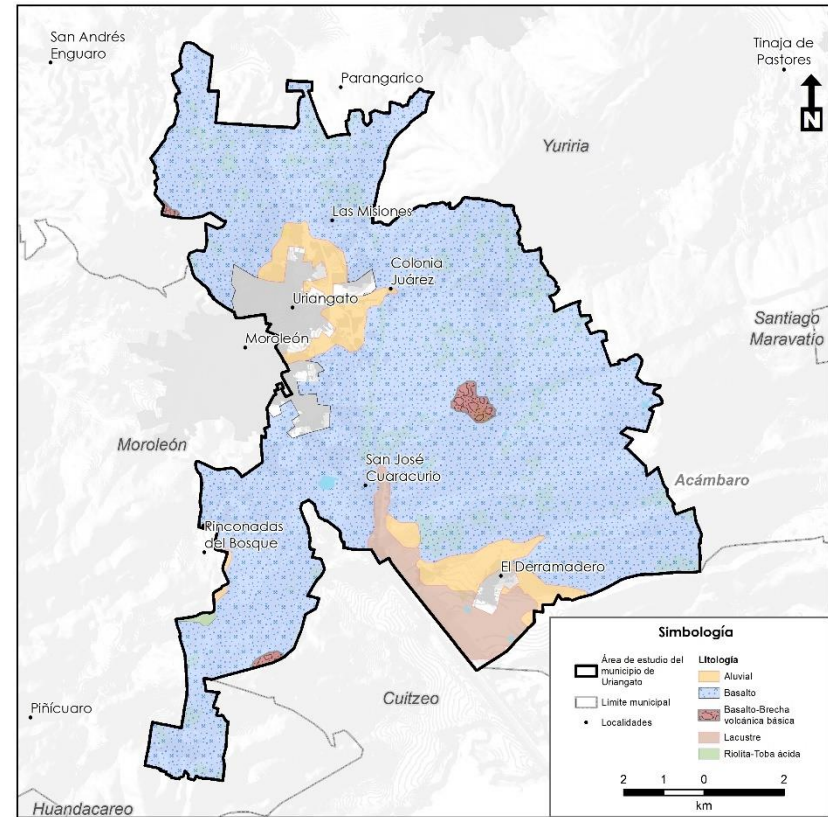 San Andrés
Enguaro
Parangarico
Tinaja de
Pastores
N
Yuriria
Las Misiones
Colonia
Juárez
Uriangato
Santiago
Maravatío
Moroleón
Moroleón
San José
Cuaracurio
Acámbaro
Rinconadas
del Bosque
El Derramadero
Piñícuaro
Cuitzeo
Huandacareo
Simbología
Área de estudio del
municipio de
Uriangato
Límite municipal
Localidades
Litología
Aluvial
Basalto
Basalto-Brecha
volcánica básica
Lacustre
Riolita-Toba ácida
2 1 0 2
km